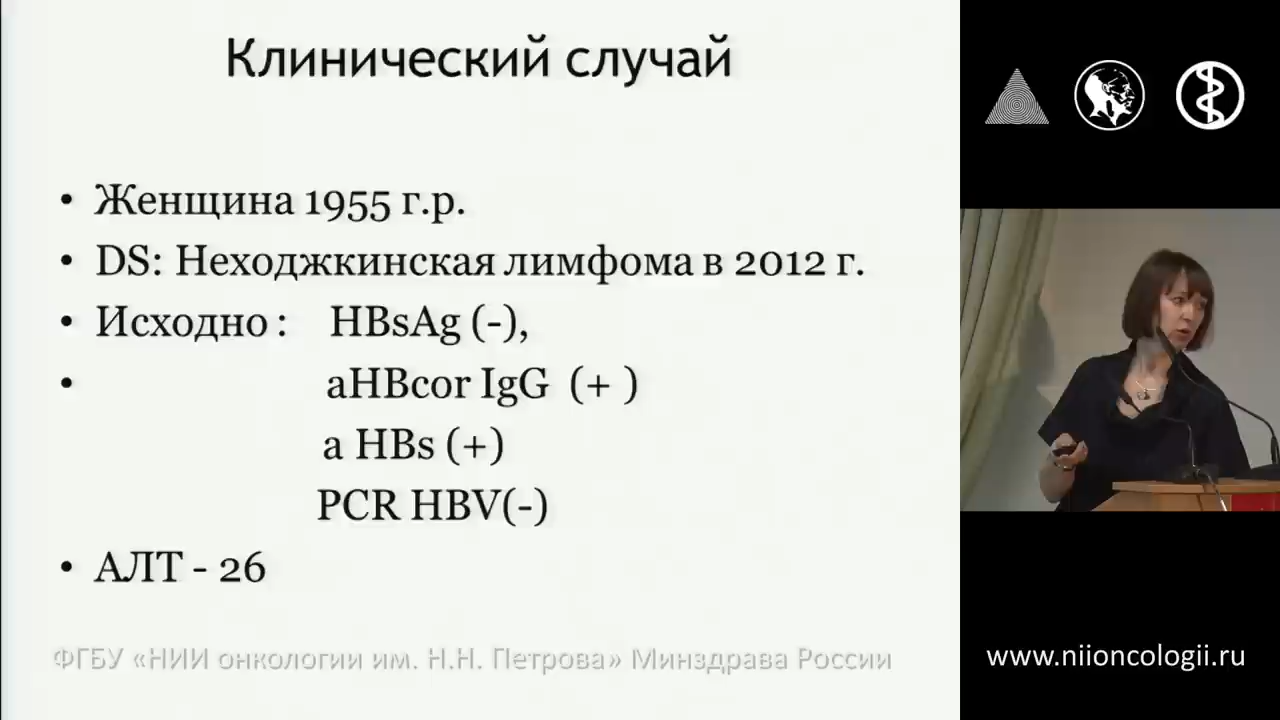 Клинический случай
• Женщина 1955 г.р.
• DS: Неходжкинская лимфома в 2012 г.
• Исходно : HBsAg (-),
• aHBcor IgG (+ )
a HBs (+)
PCR HBV(-)
• АЛТ - 26
ФГБУ «НИИ онкологии им. Н.Н. Петрова» Минздрава России
www.niioncologii.ru